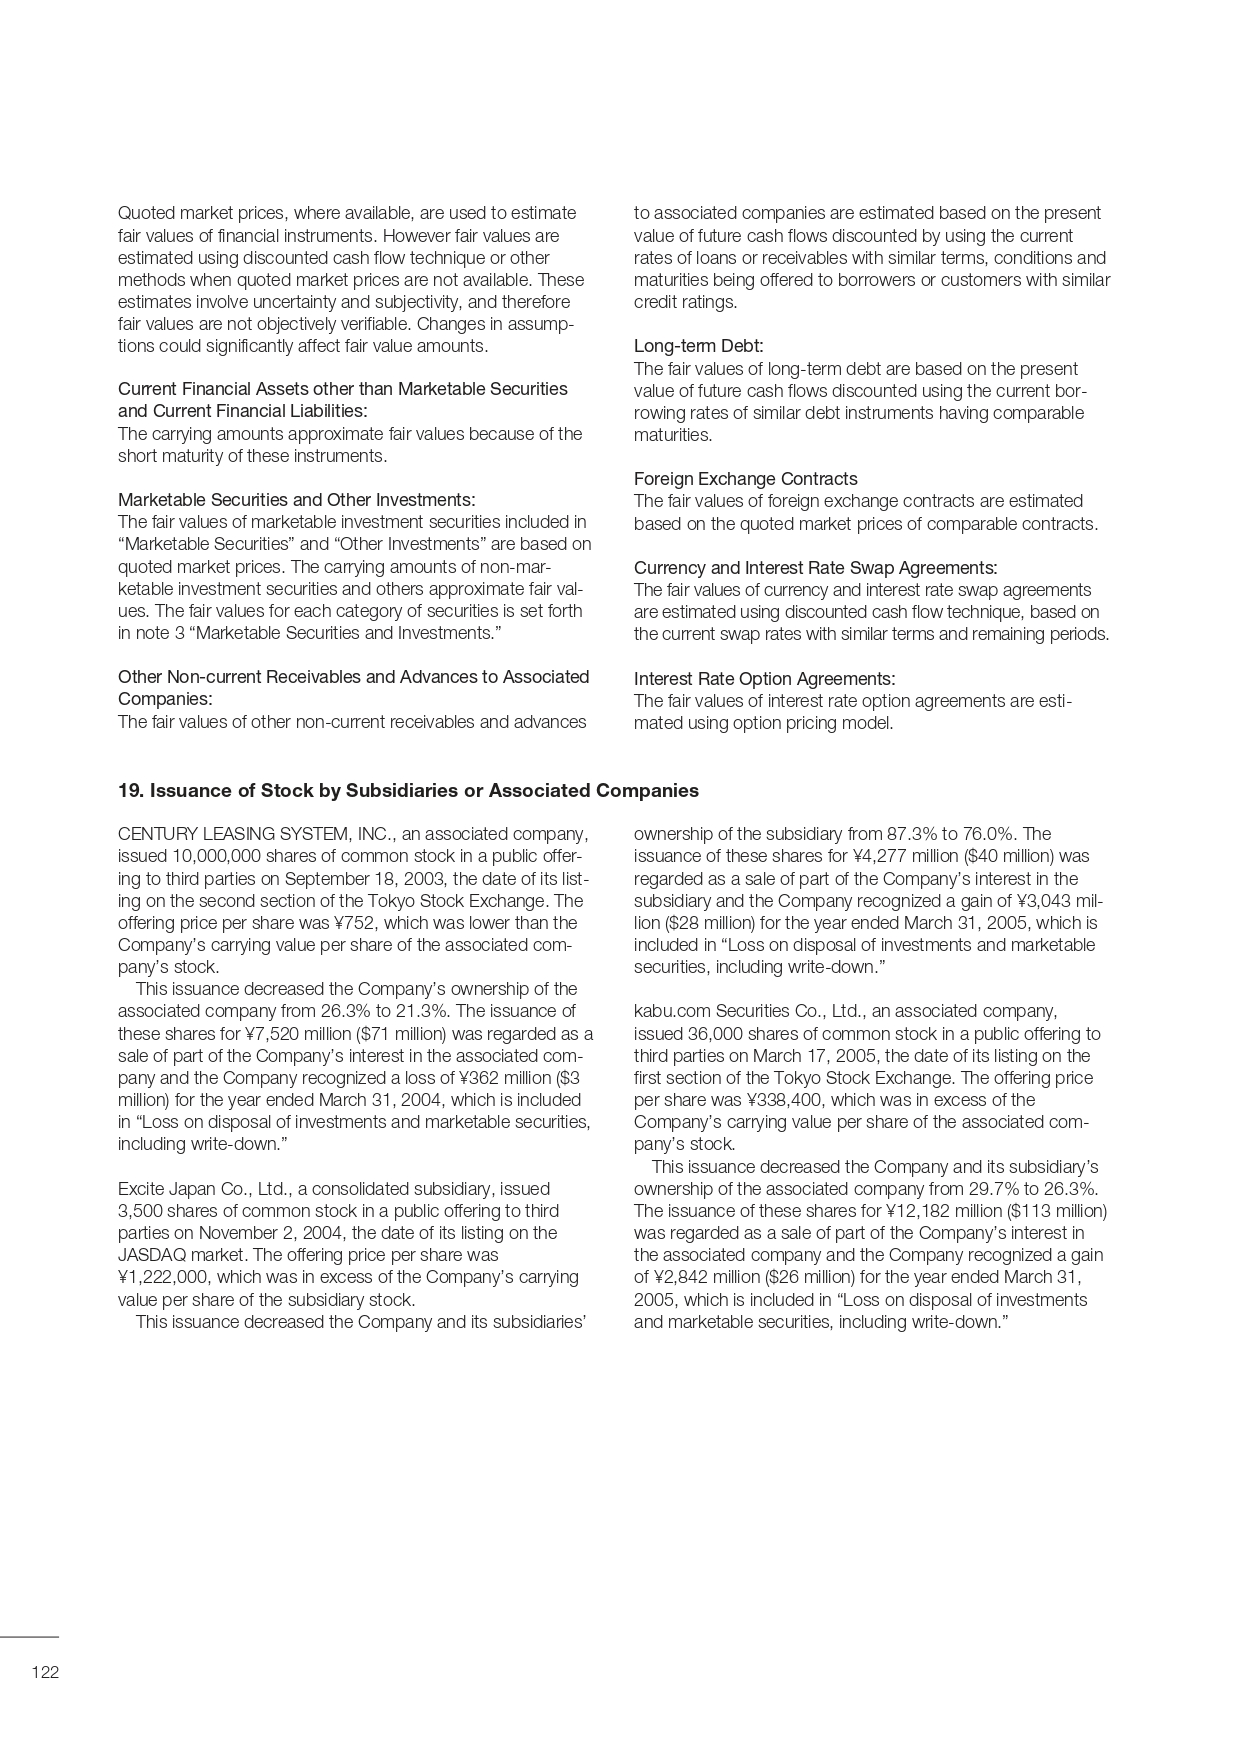 Quoted market prices, where available, are used to estimate
fair values of financial instruments. However fair values are
estimated using discounted cash flow technique or other
methods when quoted market prices are not available. These
estimates involve uncertainty and subjectivity, and therefore
fair values are not objectively verifiable. Changes in assump-
tions could significantly affect fair value amounts.
Current Financial Assets other than Marketable Securities
and Current Financial Liabilities:
The carrying amounts approximate fair values because of the
short maturity of these instruments.
Marketable Securities and Other Investments:
The fair values of marketable investment securities included in
“Marketable Securities” and “Other Investments” are based on
quoted market prices. The carrying amounts of non-mar-
ketable investment securities and others approximate fair val-
ues. The fair values for each category of securities is set forth
in note 3 “Marketable Securities and Investments.”
Other Non-current Receivables and Advances to Associated
Companies:
The fair values of other non-current receivables and advances
to associated companies are estimated based on the present
value of future cash flows discounted by using the current
rates of loans or receivables with similar terms, conditions and
maturities being offered to borrowers or customers with similar
credit ratings.
Long-term Debt:
The fair values of long-term debt are based on the present
value of future cash flows discounted using the current bor-
rowing rates of similar debt instruments having comparable
maturities.
Foreign Exchange Contracts
The fair values of foreign exchange contracts are estimated
based on the quoted market prices of comparable contracts.
Currency and Interest Rate Swap Agreements:
The fair values of currency and interest rate swap agreements
are estimated using discounted cash flow technique, based on
the current swap rates with similar terms and remaining periods.
Interest Rate Option Agreements:
The fair values of interest rate option agreements are esti-
mated using option pricing model.
19. Issuance of Stock by Subsidiaries or Associated Companies
CENTURY LEASING SYSTEM, INC., an associated company,
issued 10,000,000 shares of common stock in a public offer-
ing to third parties on September 18, 2003, the date of its list-
ing on the second section of the Tokyo Stock Exchange. The
offering price per share was ¥752, which was lower than the
Company’s carrying value per share of the associated com-
pany’s stock.
This issuance decreased the Company’s ownership of the
associated company from 26.3% to 21.3%. The issuance of
these shares for ¥7,520 million ($71 million) was regarded as a
sale of part of the Company’s interest in the associated com-
pany and the Company recognized a loss of ¥362 million ($3
million) for the year ended March 31, 2004, which is included
in “Loss on disposal of investments and marketable securities,
including write-down.”
Excite Japan Co., Ltd., a consolidated subsidiary, issued
3,500 shares of common stock in a public offering to third
parties on November 2, 2004, the date of its listing on the
JASDAQ market. The offering price per share was
¥1,222,000, which was in excess of the Company’s carrying
value per share of the subsidiary stock.
This issuance decreased the Company and its subsidiaries’
ownership of the subsidiary from 87.3% to 76.0%. The
issuance of these shares for ¥4,277 million ($40 million) was
regarded as a sale of part of the Company’s interest in the
subsidiary and the Company recognized a gain of ¥3,043 mil-
lion ($28 million) for the year ended March 31, 2005, which is
included in “Loss on disposal of investments and marketable
securities, including write-down.”
kabu.com Securities Co., Ltd., an associated company,
issued 36,000 shares of common stock in a public offering to
third parties on March 17, 2005, the date of its listing on the
first section of the Tokyo Stock Exchange. The offering price
per share was ¥338,400, which was in excess of the
Company’s carrying value per share of the associated com-
pany’s stock.
This issuance decreased the Company and its subsidiary’s
ownership of the associated company from 29.7% to 26.3%.
The issuance of these shares for ¥12,182 million ($113 million)
was regarded as a sale of part of the Company’s interest in
the associated company and the Company recognized a gain
of ¥2,842 million ($26 million) for the year ended March 31,
2005, which is included in “Loss on disposal of investments
and marketable securities, including write-down.”
122